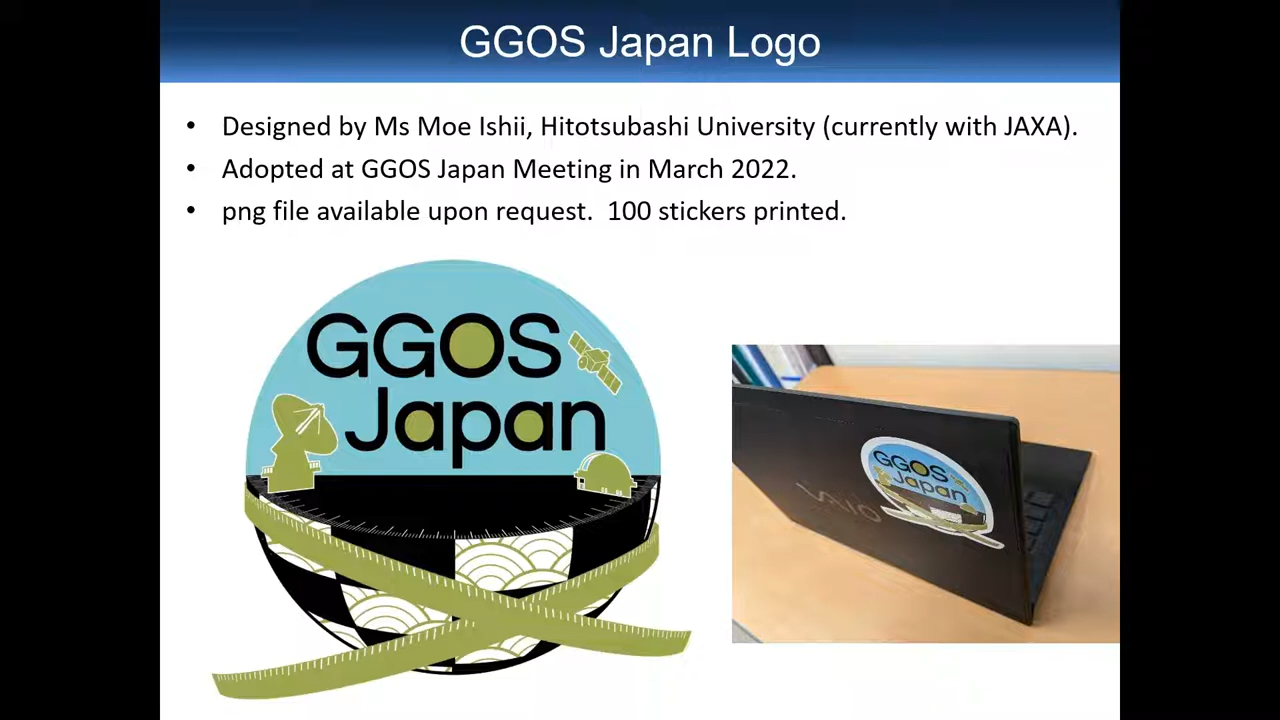 GGOS Japan Logo
• Designed by Ms Moe Ishii, Hitotsubashi University (currently with JAXA).
• Adopted at GGOS Japan Meeting in March 2022.
• png file available upon request.  100 stickers printed.
GGOS
Japan
GGOS
Japan
VAIO